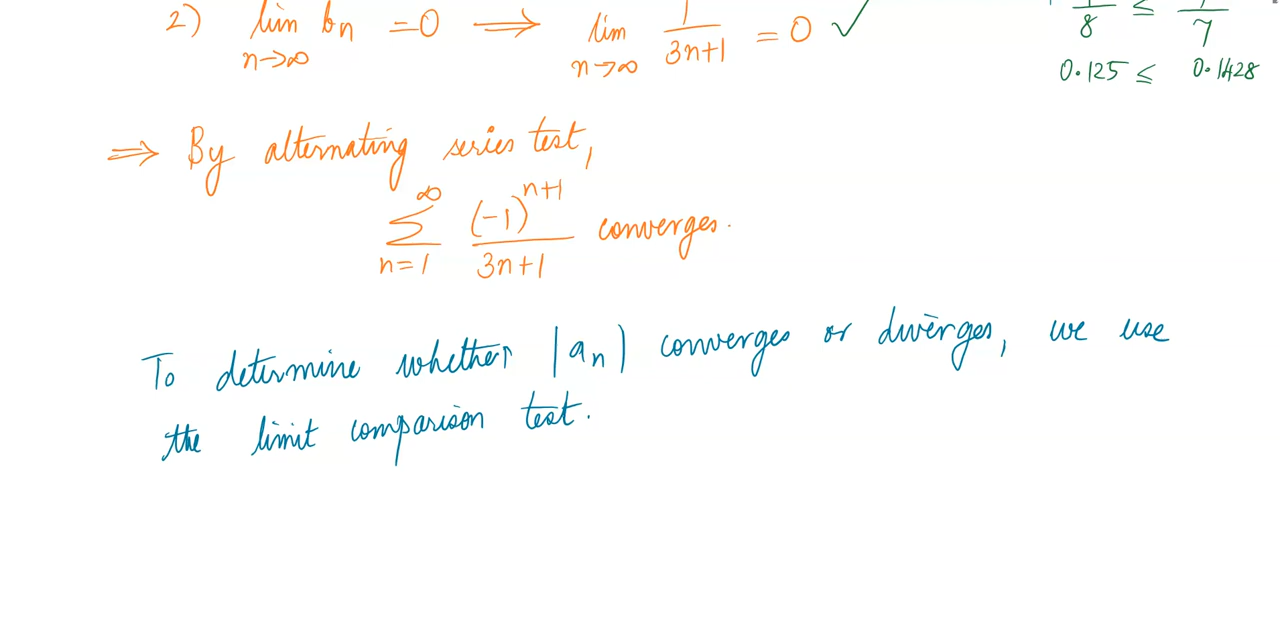 2) lim n→∞ bn = 0 ⟹ lim n→∞ 1/(3n+1) = 0 ✓
1/8 ≤ 1/7
0.125 ≤ 0.1428
⟹ By alternating series test,
∞ Σ n=1 (-1)^(n+1)/(3n+1) converges.
To determine whether |an| converges or diverges, we use
the limit comparison test.